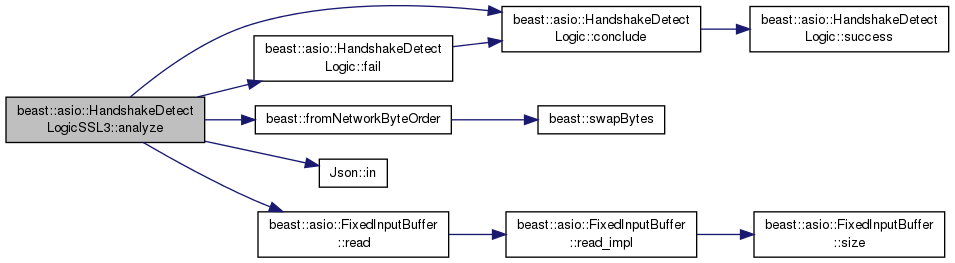 beast::asio::HandshakeDetect
LogicSSL3::analyze
beast::asio::HandshakeDetect
Logic::fail
beast::asio::HandshakeDetect
Logic::conclude
beast::asio::HandshakeDetect
Logic::success
beast::fromNetworkByteOrder
beast::swapBytes
Json::in
beast::asio::FixedInputBuffer
::read
beast::asio::FixedInputBuffer
::read_impl
beast::asio::FixedInputBuffer
::size